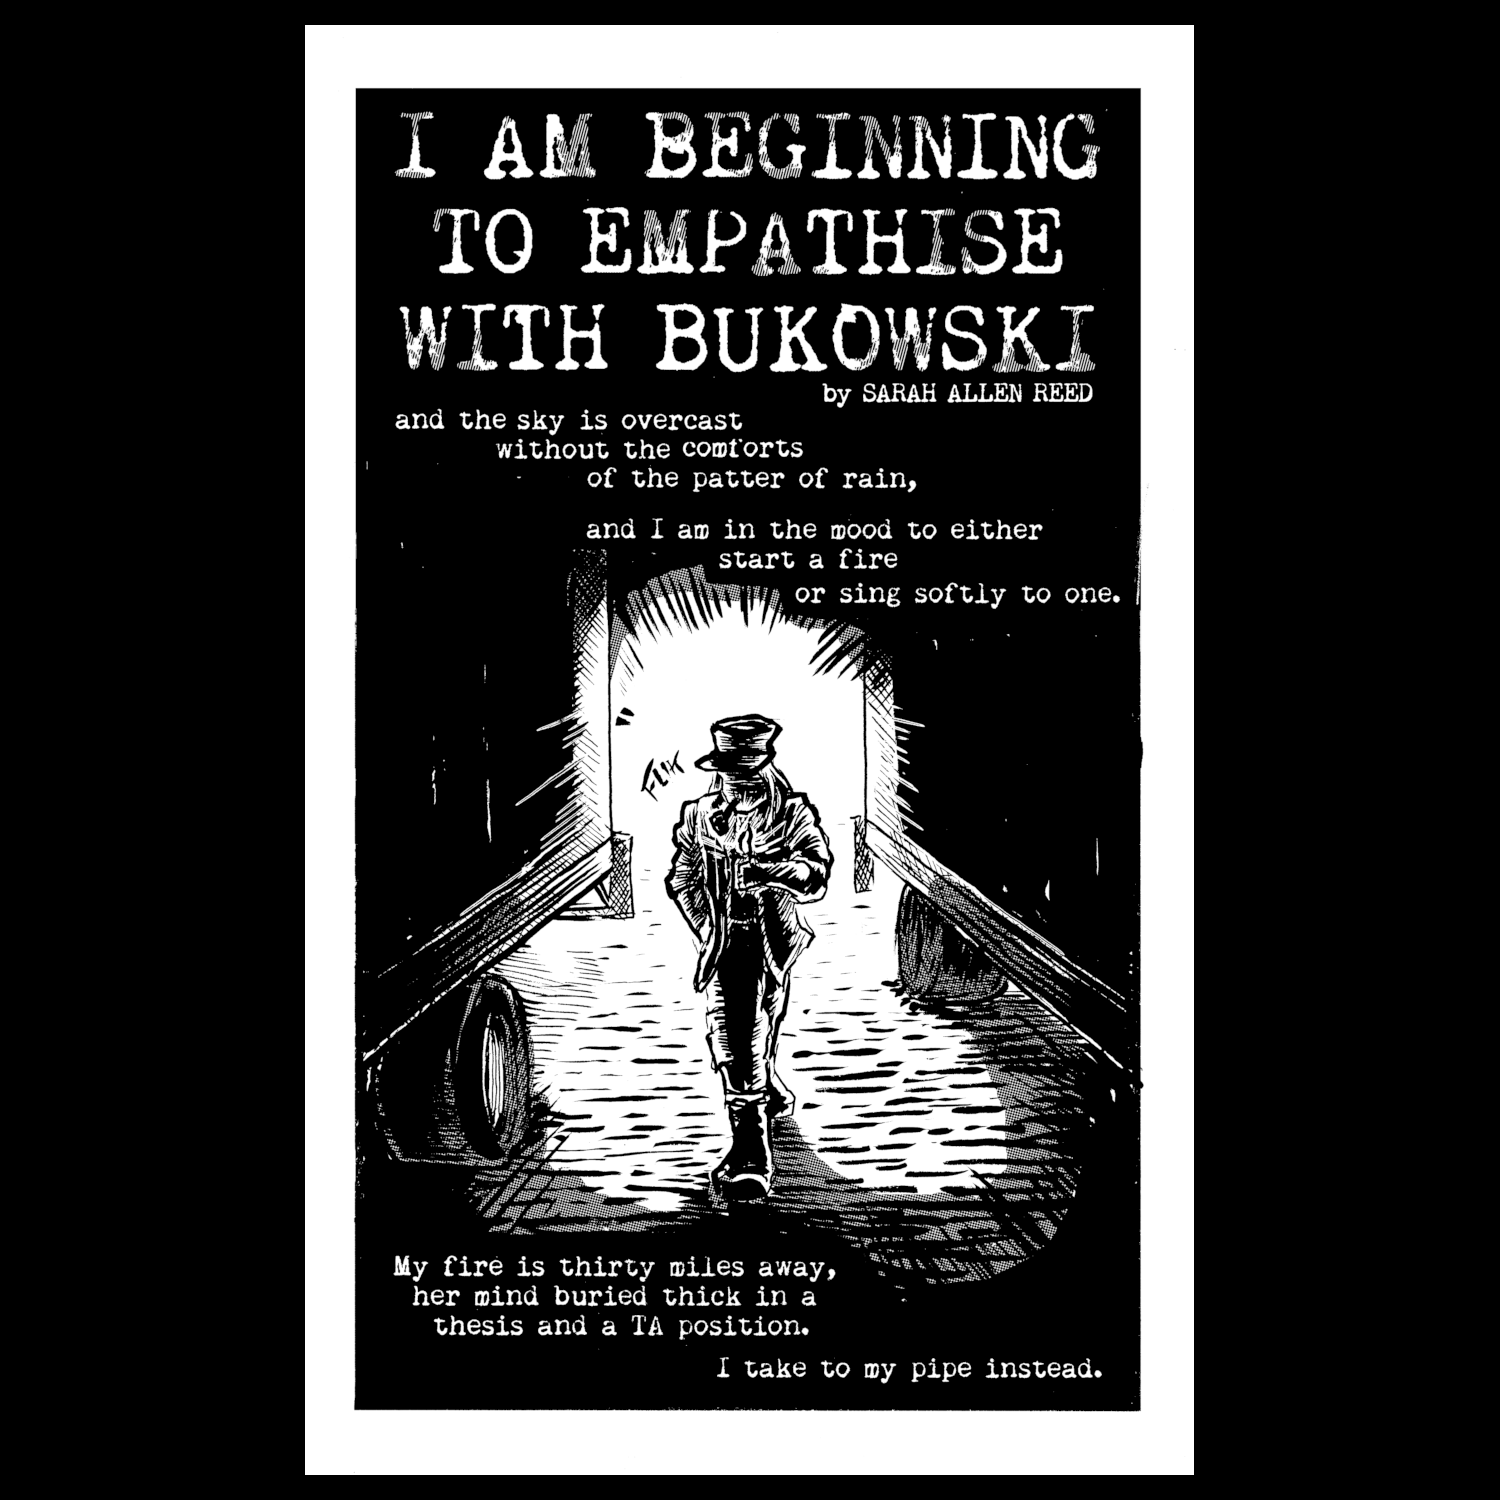 I AM BEGINNING
TO EMPATHISE
WITH BUKOWSKI
by SARAH ALLEN REED
and the sky is overcast
without the comforts
of the patter of rain,
and I am in the mood to either
start a fire
or sing softly to one.
FLIK
My fire is thirty miles away,
her mind buried thick in a
thesis and a TA position.
I take to my pipe instead.